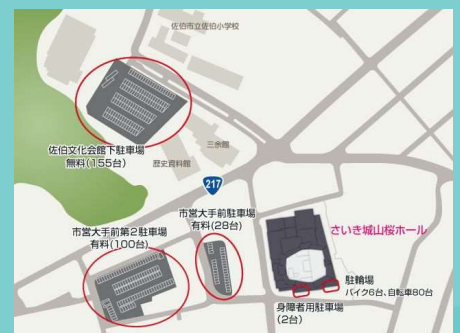 佐伯市立佐伯小学校
三余館
歴史資料館
佐伯文化会館下駐車場
無料(155台)
217
市営大手前駐車場
有料(28台)
市営大手前第2駐車場
有料(100台)
さいき城山桜ホール
駐輪場
バイク6台、自転車80台
身障者用駐車場
(2台)